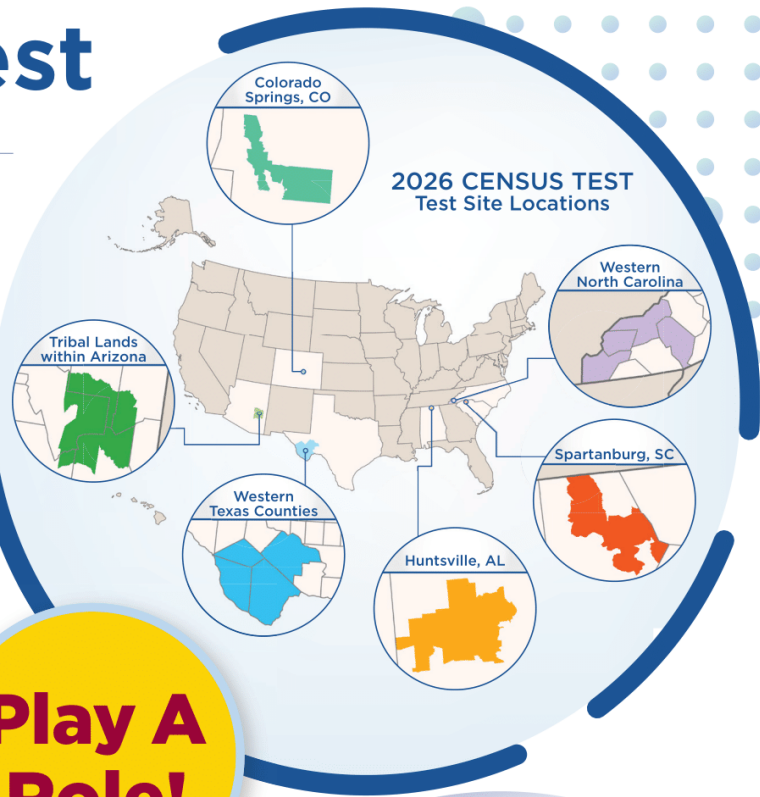 est
Colorado
Springs, CO
2026 CENSUS TEST
Test Site Locations
Western
North Carolina
Tribal Lands
within Arizona
Spartanburg, SC
Western
Texas Counties
Huntsville, AL
Play A
Role!